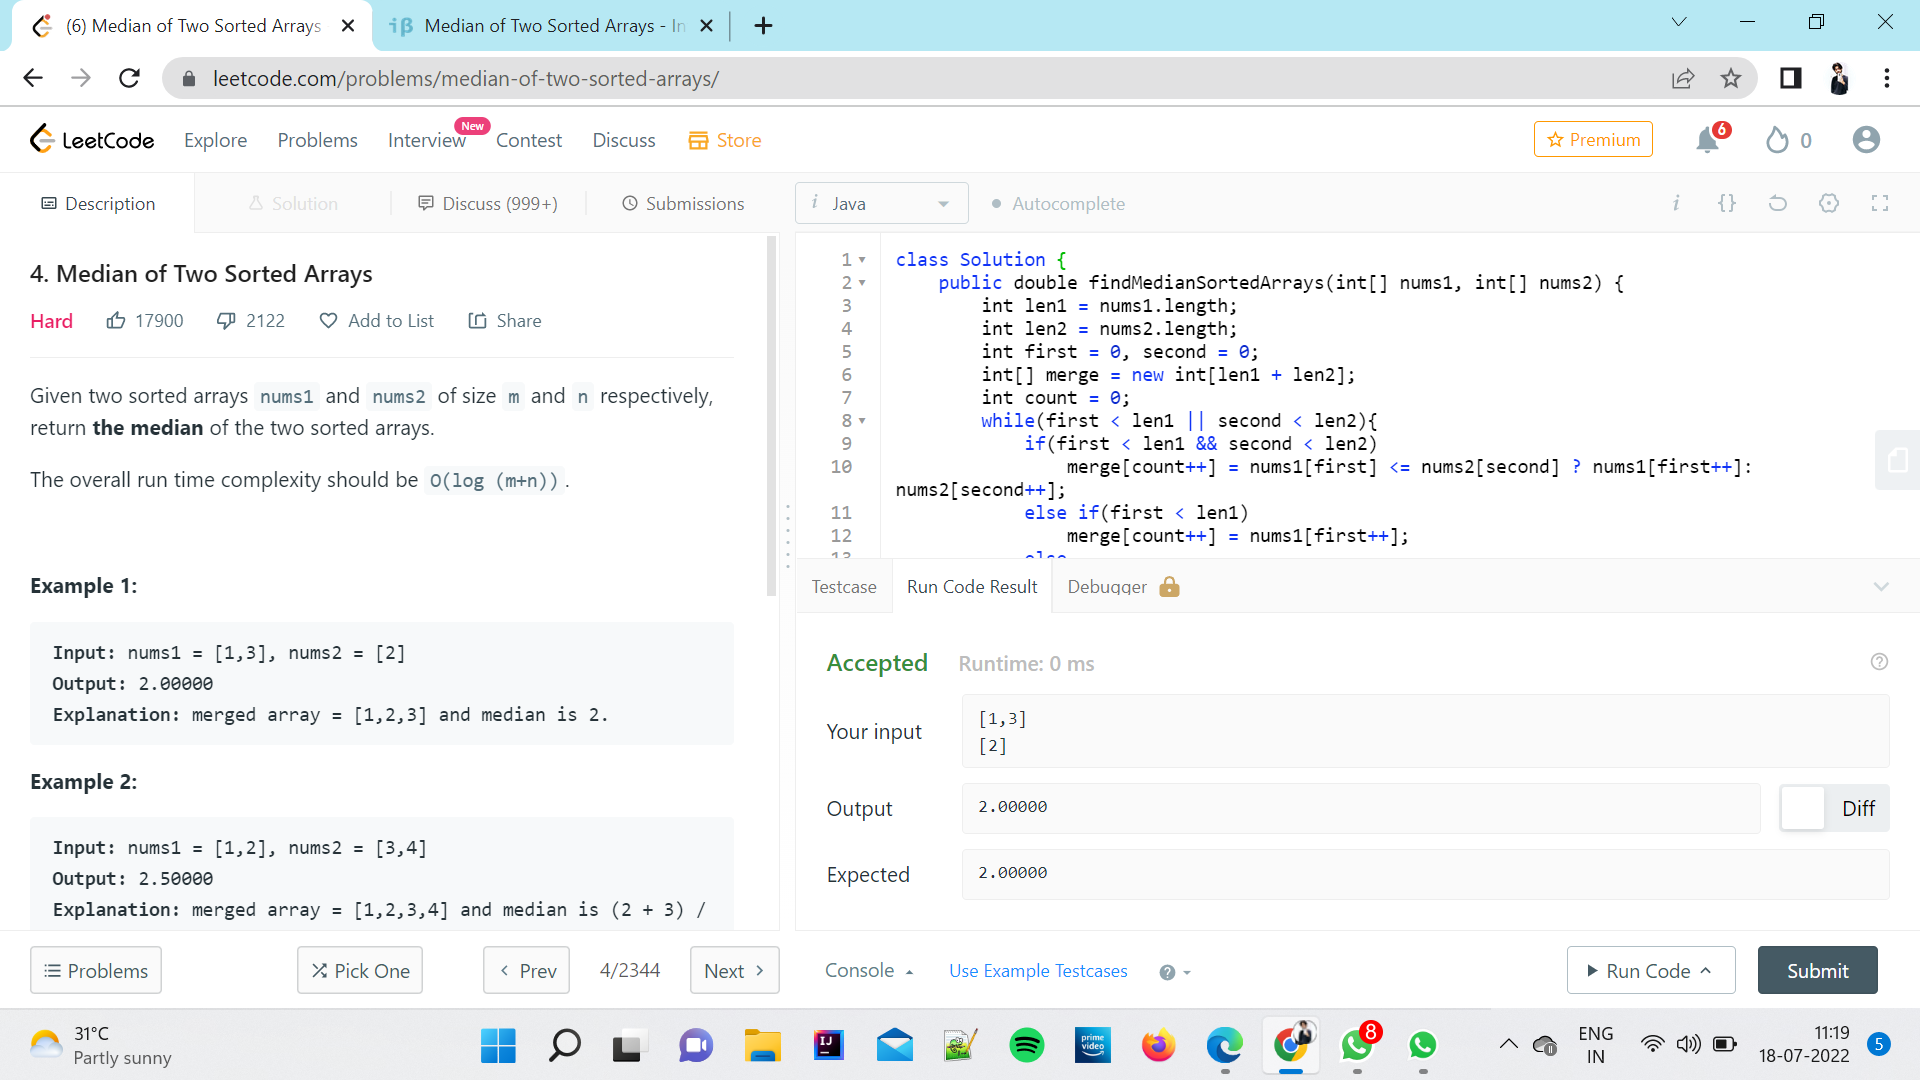 (6) Median of Two Sorted Arrays
iβ Median of Two Sorted Arrays - In
leetcode.com/problems/median-of-two-sorted-arrays/
LeetCode Explore Problems Interview New Contest Discuss Store Premium 6 0
Description Solution Discuss (999+) Submissions
i Java Autocomplete i {}
4. Median of Two Sorted Arrays
Hard 17900 2122 Add to List Share
Given two sorted arrays nums1 and nums2 of size m and n respectively,
return the median of the two sorted arrays.
The overall run time complexity should be O(log (m+n)).
Example 1:
Input: nums1 = [1,3], nums2 = [2]
Output: 2.00000
Explanation: merged array = [1,2,3] and median is 2.
Example 2:
Input: nums1 = [1,2], nums2 = [3,4]
Output: 2.50000
Explanation: merged array = [1,2,3,4] and median is (2 + 3) /
1 class Solution {
2 public double findMedianSortedArrays(int[] nums1, int[] nums2) {
3 int len1 = nums1.length;
4 int len2 = nums2.length;
5 int first = 0, second = 0;
6 int[] merge = new int[len1 + len2];
7 int count = 0;
8 while(first < len1 || second < len2){
9 if(first < len1 && second < len2)
10 merge[count++] = nums1[first] <= nums2[second] ? nums1[first++]:
nums2[second++];
11 else if(first < len1)
12 merge[count++] = nums1[first++];
13 else
Testcase Run Code Result Debugger
Accepted Runtime: 0 ms
Your input
[1,3]
[2]
Output 2.00000 Diff
Expected 2.00000
Problems Pick One Prev 4/2344 Next
Console Use Example Testcases Run Code Submit
31°C
Partly sunny
IJ
prime
video
8
ENG
IN
11:19
18-07-2022
5